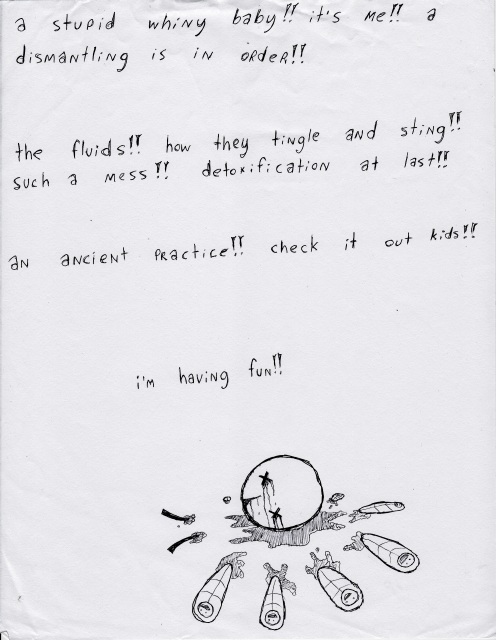 a stupid whiny baby!! it's me!! a
dismantling is in order!!
the fluids!! how they tingle and sting!!
such a mess!! detoxification at last!!
an ancient practice!! check it out kids!!
i'm having fun!!